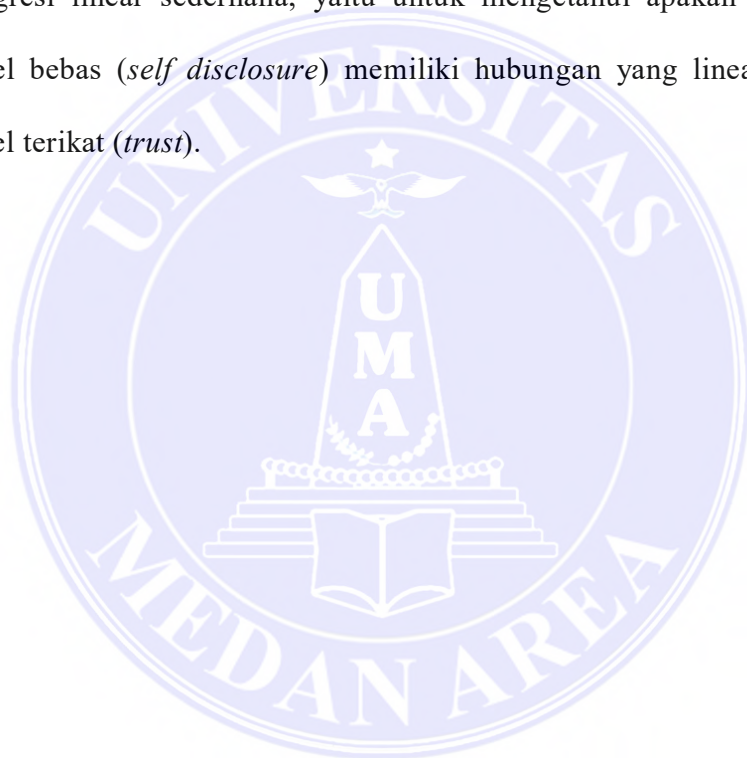 gresi linear sederhana, yaitu untuk mengetahui apakan
el bebas (self disclosure) memiliki hubungan yang linea
el terikat (trust).
UNIVERSITAS
UMA
MEDAN AREA